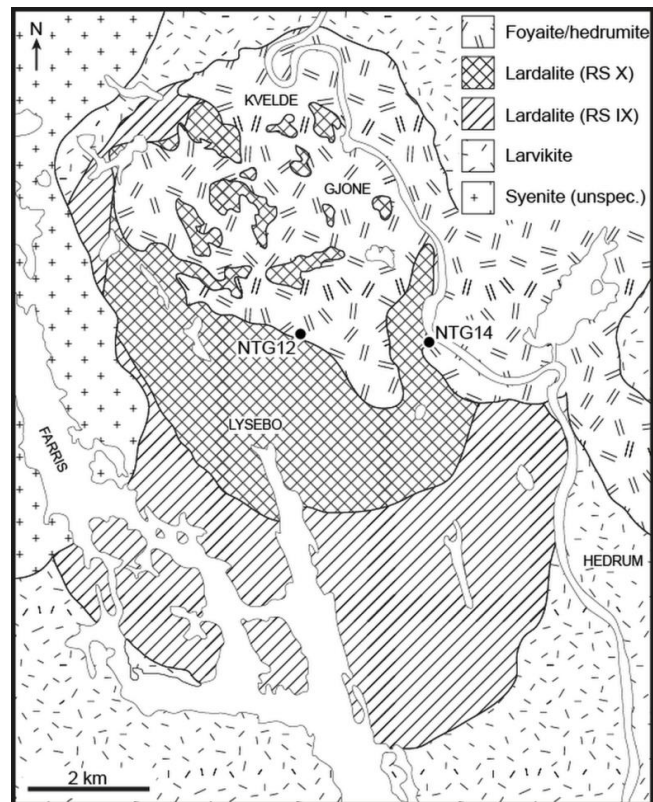 N
Foyaite/hedrumite
Lardalite (RS X)
Lardalite (RS IX)
Larvikite
Syenite (unspec.)
KVELDE
GJONE
NTG12
NTG14
LYSEBO
FARRIS
HEDRUM
2 km